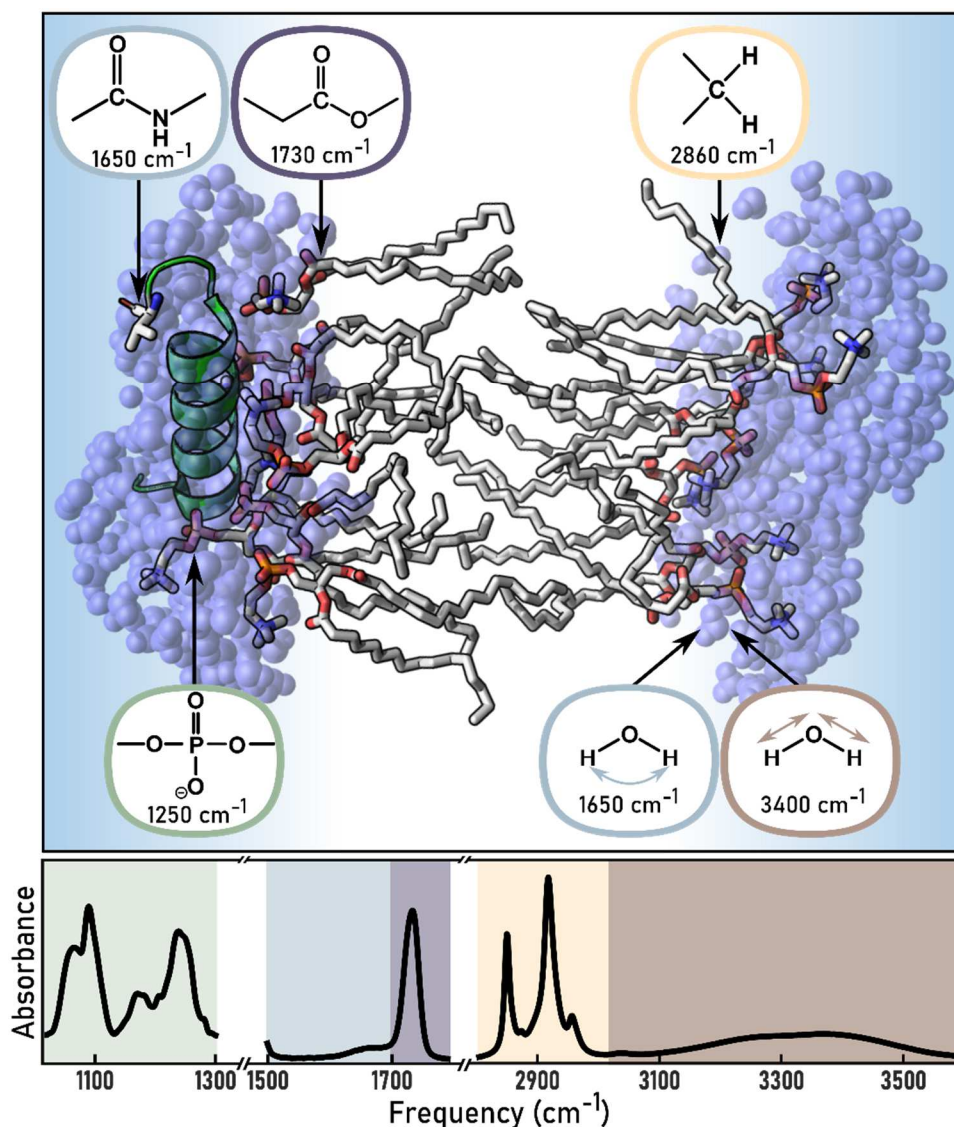 O
C
N
H
1650 cm⁻¹
O
O
1730 cm⁻¹
H
C
H
2860 cm⁻¹
O
O P O
O
⊖
1250 cm⁻¹
O
H H
1650 cm⁻¹
O
H H
3400 cm⁻¹
Absorbance
1100 1300 1500 1700 2900 3100 3300 3500
Frequency (cm⁻¹)